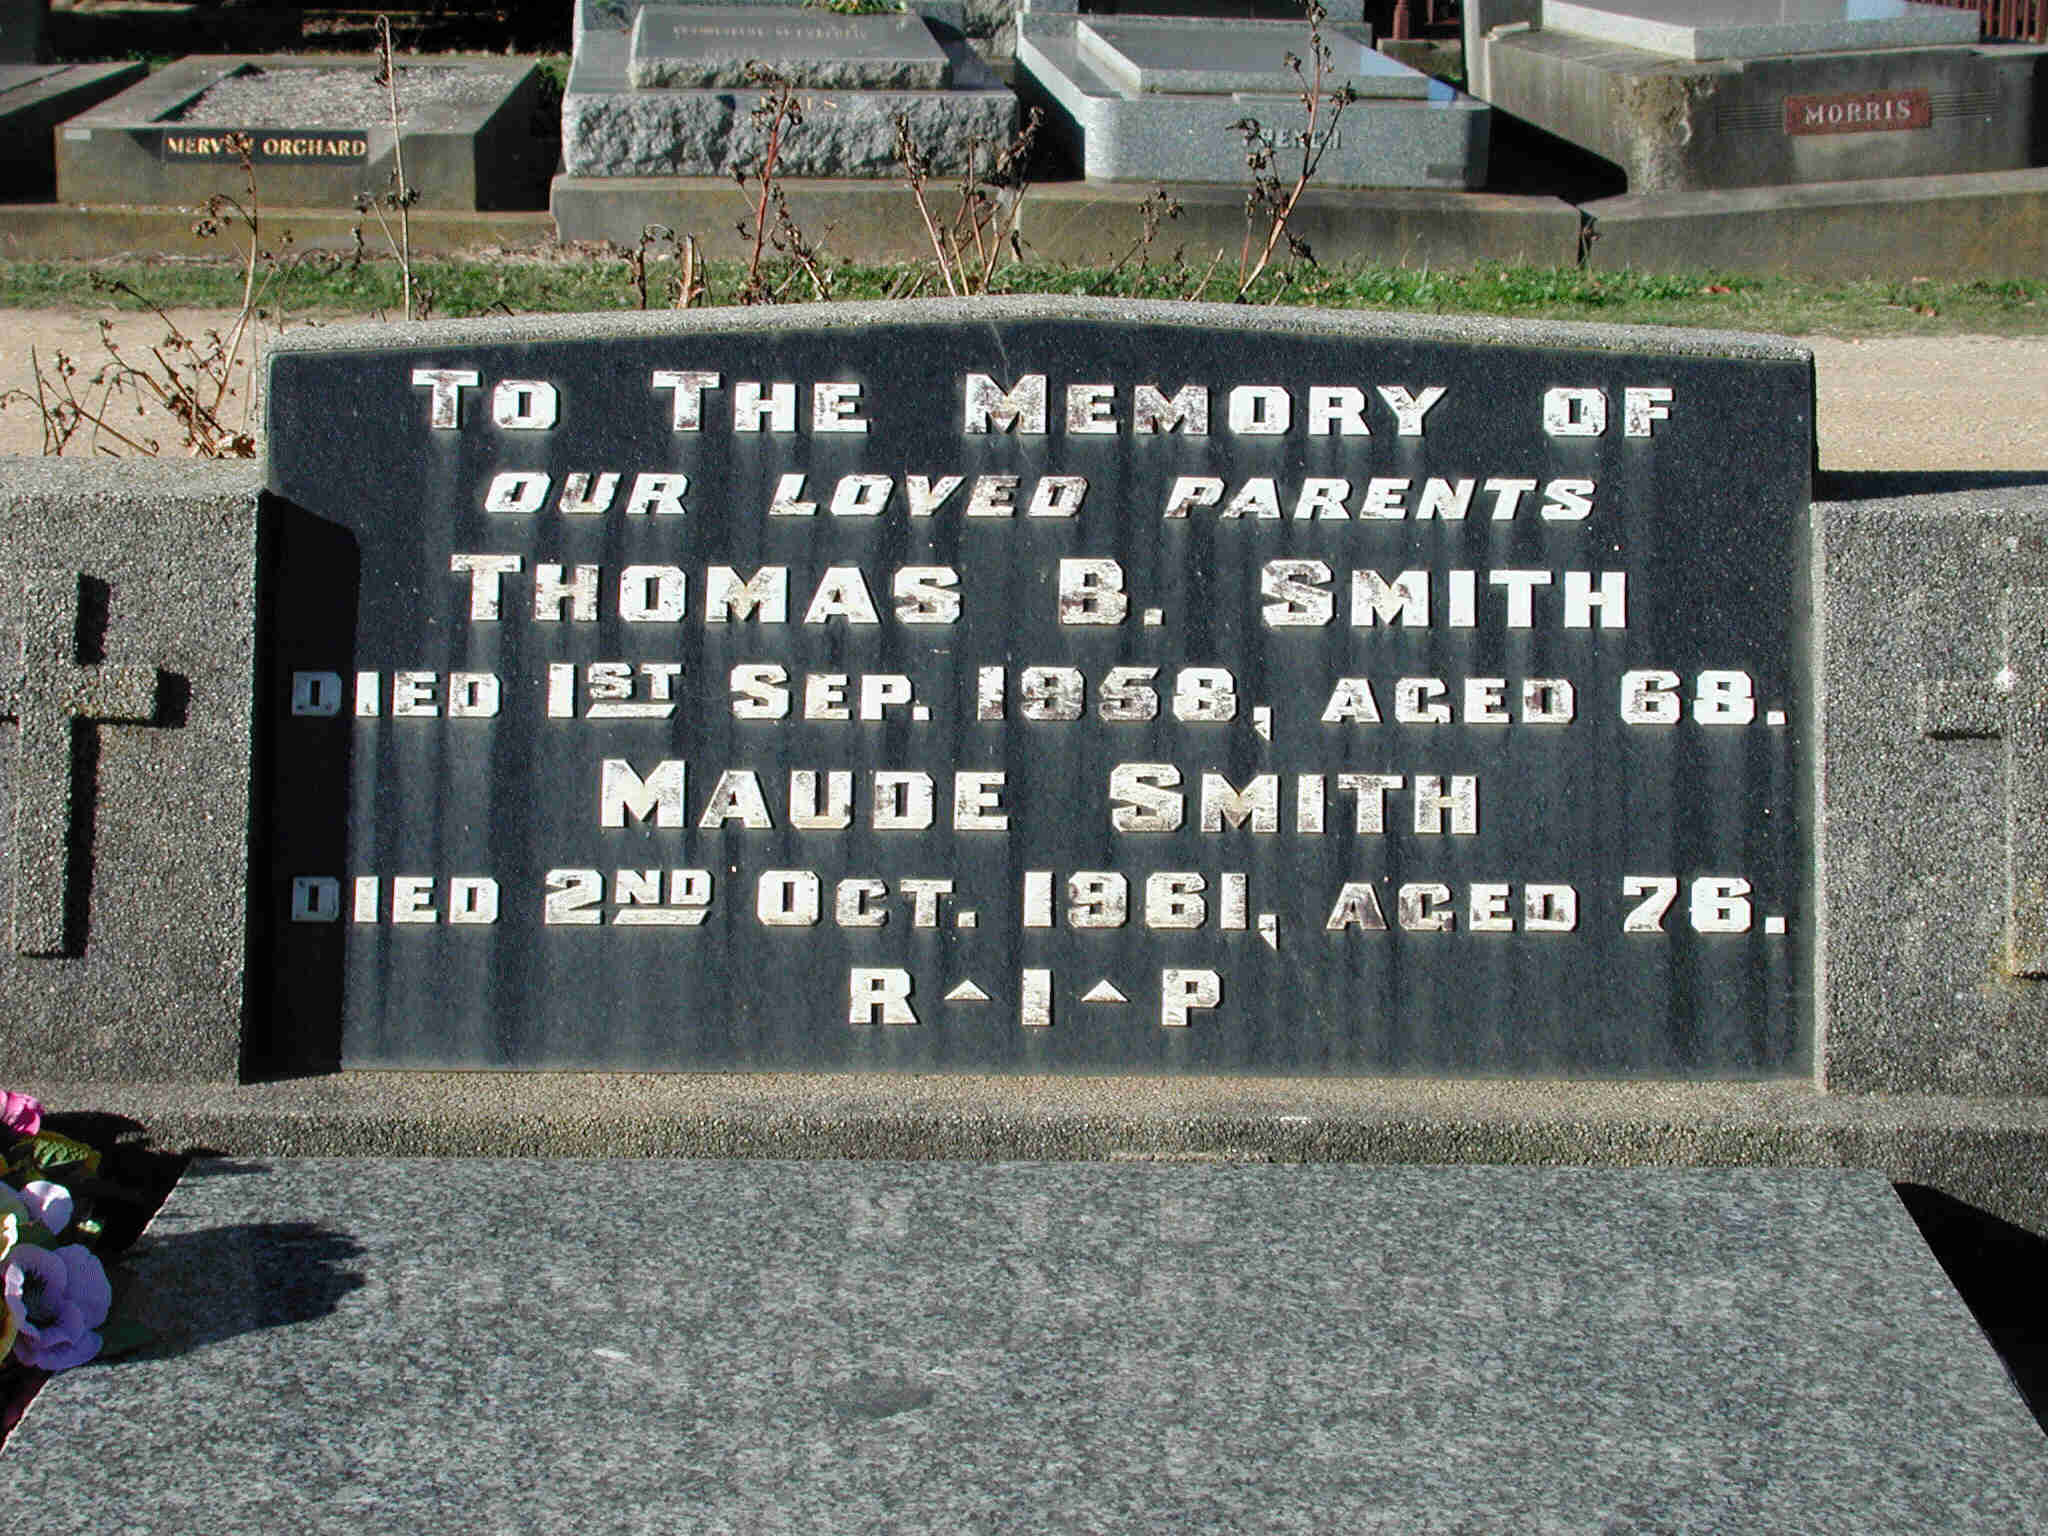 MERVYN ORCHARD
FRENCH
MORRIS
TO THE MEMORY OF
OUR LOVED PARENTS
THOMAS B. SMITH
DIED 1ST SEP. 1958, AGED 68.
MAUDE SMITH
DIED 2ND OCT. 1961, AGED 76.
R I P